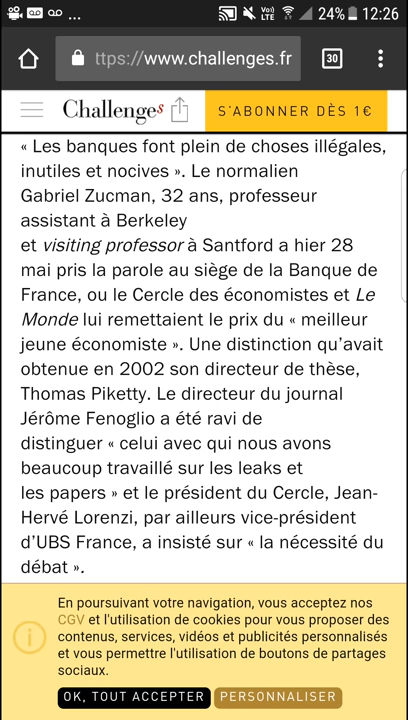 ... 24% 12:26
ttps://www.challenges.fr 30
Challenges S'ABONNER DÈS 1€
« Les banques font plein de choses illégales,
inutiles et nocives ». Le normalien
Gabriel Zucman, 32 ans, professeur
assistant à Berkeley
et visiting professor à Santford a hier 28
mai pris la parole au siège de la Banque de
France, ou le Cercle des économistes et Le
Monde lui remettaient le prix du « meilleur
jeune économiste ». Une distinction qu'avait
obtenue en 2002 son directeur de thèse,
Thomas Piketty. Le directeur du journal
Jérôme Fenoglio a été ravi de
distinguer « celui avec qui nous avons
beaucoup travaillé sur les leaks et
les papers » et le président du Cercle, Jean-
Hervé Lorenzi, par ailleurs vice-président
d'UBS France, a insisté sur « la nécessité du
débat ».
En poursuivant votre navigation, vous acceptez nos
CGV et l'utilisation de cookies pour vous proposer des
contenus, services, vidéos et publicités personnalisés
et vous permettre l'utilisation de boutons de partages
sociaux.
OK, TOUT ACCEPTER PERSONNALISER